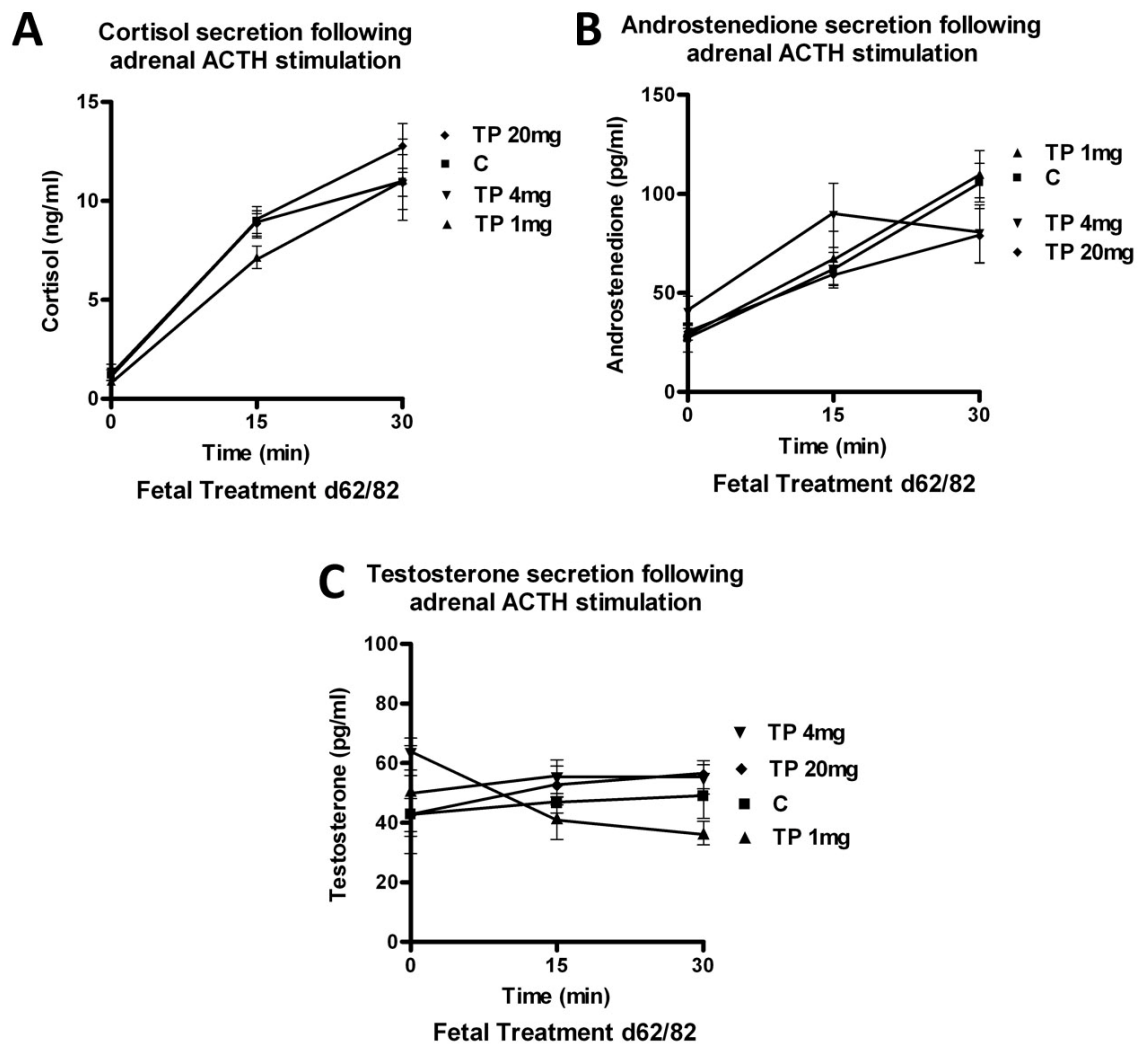 A
Cortisol secretion following
adrenal ACTH stimulation
15
10
5
0
Cortisol (ng/ml)
0 15 30
Time (min)
Fetal Treatment d62/82
TP 20mg
C
TP 4mg
TP 1mg
B
Androstenedione secretion following
adrenal ACTH stimulation
150
100
50
0
Androstenedione (pg/ml)
0 15 30
Time (min)
Fetal Treatment d62/82
TP 1mg
C
TP 4mg
TP 20mg
C
Testosterone secretion following
adrenal ACTH stimulation
100
80
60
40
20
0
Testosterone (pg/ml)
0 15 30
Time (min)
Fetal Treatment d62/82
TP 4mg
TP 20mg
C
TP 1mg